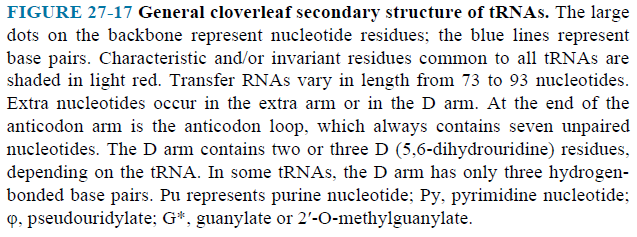 FIGURE 27-17 General cloverleaf secondary structure of tRNAs. The large
dots on the backbone represent nucleotide residues; the blue lines represent
base pairs. Characteristic and/or invariant residues common to all tRNAs are
shaded in light red. Transfer RNAs vary in length from 73 to 93 nucleotides.
Extra nucleotides occur in the extra arm or in the D arm. At the end of the
anticodon arm is the anticodon loop, which always contains seven unpaired
nucleotides. The D arm contains two or three D (5,6-dihydrouridine) residues,
depending on the tRNA. In some tRNAs, the D arm has only three hydrogen-
bonded base pairs. Pu represents purine nucleotide; Py, pyrimidine nucleotide;
φ, pseudouridylate; G*, guanylate or 2′-O-methylguanylate.